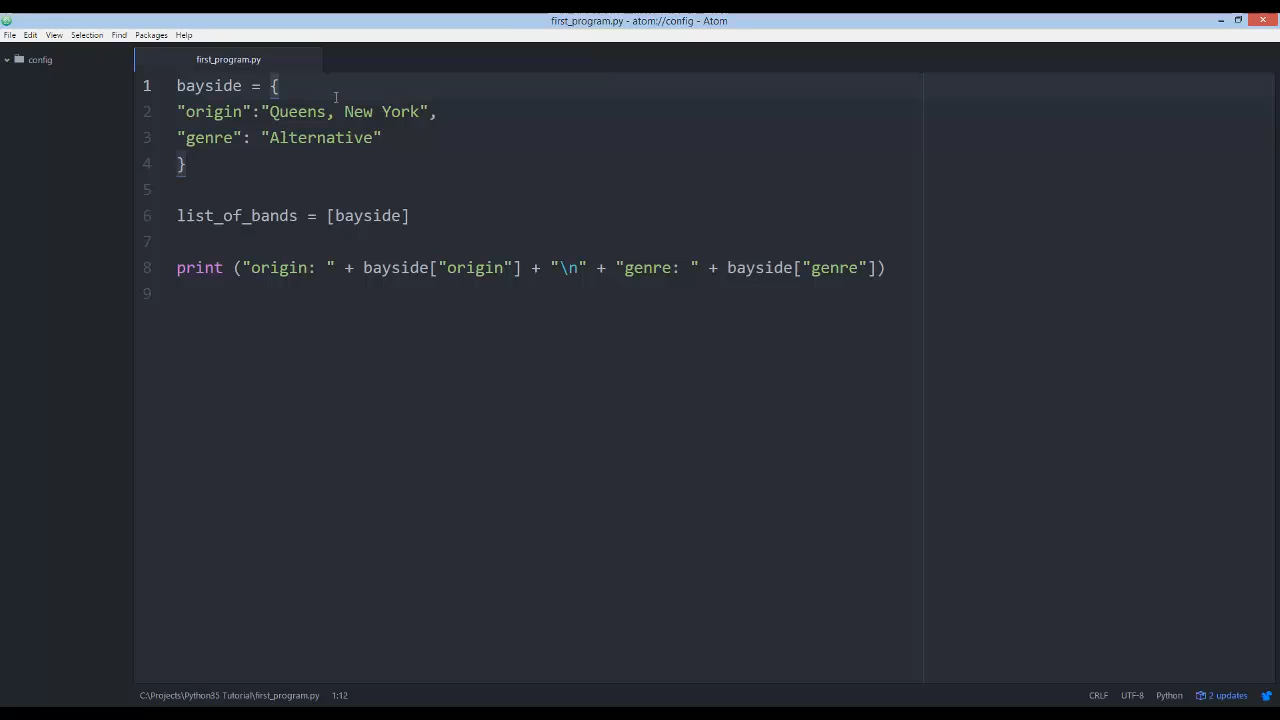 first_program.py - atom://config - Atom
File Edit View Selection Find Packages Help
config
first_program.py
1 bayside = {
2 "origin":"Queens, New York",
3 "genre": "Alternative"
4 }
5
6 list_of_bands = [bayside]
7
8 print ("origin: " + bayside["origin"] + "\n" + "genre: " + bayside["genre"])
9
C:\Projects\Python35 Tutorial\first_program.py 1:12 CRLF UTF-8 Python 2 updates